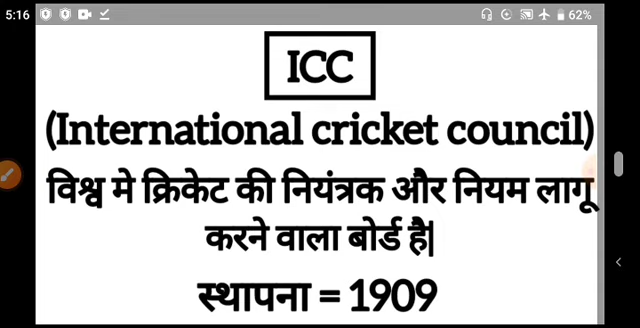 5:16
62%
ICC
(International cricket council)
विश्व मे क्रिकेट की नियंत्रक और नियम लागू
करने वाला बोर्ड है|
स्थापना = 1909